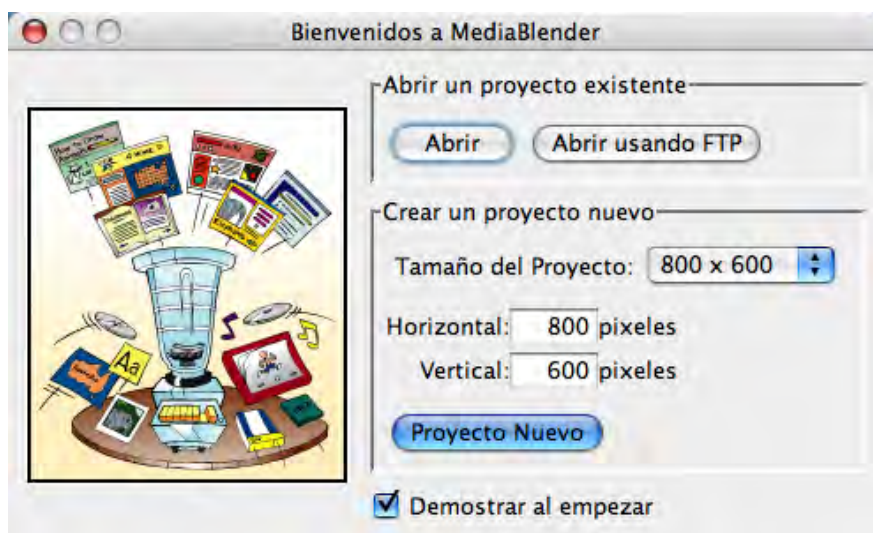 Bienvenidos a MediaBlender
Abrir un proyecto existente
Abrir
Abrir usando FTP
Crear un proyecto nuevo
Tamaño del Proyecto: 800 x 600
Horizontal: 800 pixeles
Vertical: 600 pixeles
Proyecto Nuevo
Demostrar al empezar
Aa